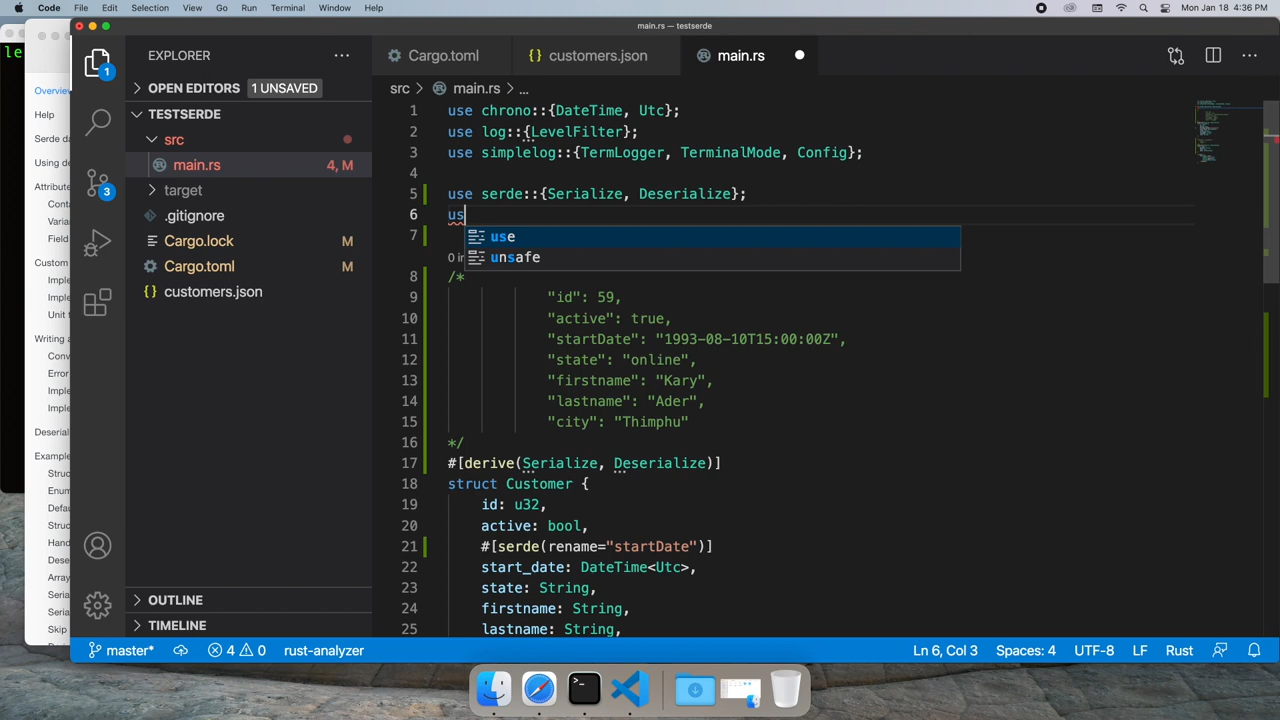 Code File Edit Selection View Go Run Terminal Window Help Mon Jan 18 4:36 PM
main.rs — testserde
le
Overview
Help
Serde da
Using de
Attribute
Cont
Varia
Field
Custom
Imple
Imple
Unit t
Writing a
Conv
Error
Imple
Imple
Deserial
Example
Struc
Enum
Defau
Struc
Hand
Dese
Array
Seria
Seria
Skip
1
3
EXPLORER
OPEN EDITORS 1 UNSAVED
TESTSERDE
src
main.rs 4, M
target
.gitignore
Cargo.lock M
Cargo.toml M
customers.json
OUTLINE
TIMELINE
Cargo.toml customers.json main.rs
src > main.rs > ...
1 use chrono::{DateTime, Utc};
2 use log::{LevelFilter};
3 use simplelog::{TermLogger, TerminalMode, Config};
4
5 use serde::{Serialize, Deserialize};
6 us
use
unsafe
7
0 in
8 /*
9 "id": 59,
10 "active": true,
11 "startDate": "1993-08-10T15:00:00Z",
12 "state": "online",
13 "firstname": "Kary",
14 "lastname": "Ader",
15 "city": "Thimphu"
16 */
17 #[derive(Serialize, Deserialize)]
18 struct Customer {
19 id: u32,
20 active: bool,
21 #[serde(rename="startDate")]
22 start_date: DateTime<Utc>,
23 state: String,
24 firstname: String,
25 lastname: String,
master* 4 0 rust-analyzer Ln 6, Col 3 Spaces: 4 UTF-8 LF Rust